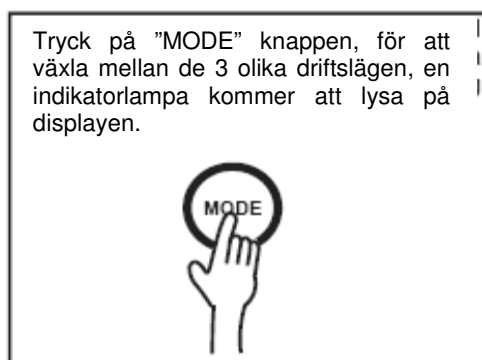 Tryck på ”MODE” knappen, för att
växla mellan de 3 olika driftslägen, en
indikatorlampa kommer att lysa på
displayen.
MODE